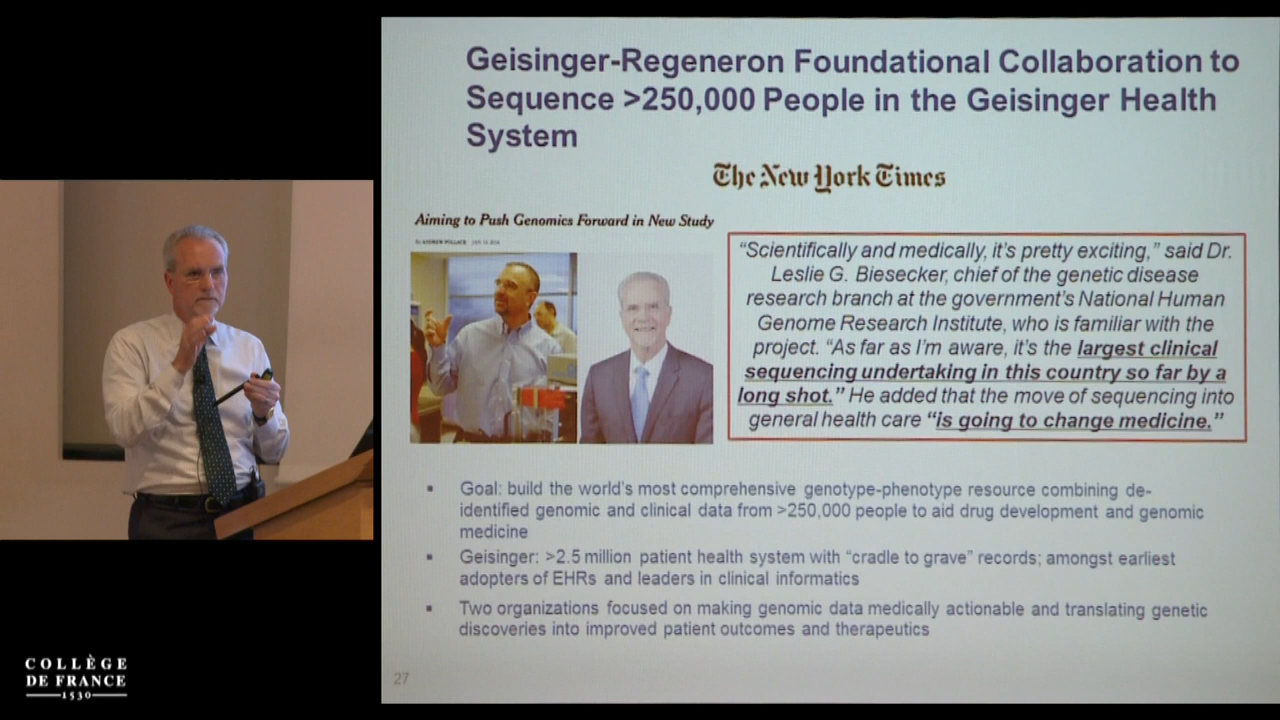 Geisinger-Regeneron Foundational Collaboration to
Sequence >250,000 People in the Geisinger Health
System
The New York Times
Aiming to Push Genomics Forward in New Study
By ANDREW POLLACK
“Scientifically and medically, it’s pretty exciting,” said Dr.
Leslie G. Biesecker, chief of the genetic disease
research branch at the government’s National Human
Genome Research Institute, who is familiar with the
project. “As far as I’m aware, it’s the largest clinical
sequencing undertaking in this country so far by a
long shot.” He added that the move of sequencing into
general health care “is going to change medicine.”
▪ Goal: build the world’s most comprehensive genotype-phenotype resource combining de-
identified genomic and clinical data from >250,000 people to aid drug development and genomic
medicine
▪ Geisinger: >2.5 million patient health system with “cradle to grave” records; amongst earliest
adopters of EHRs and leaders in clinical informatics
▪ Two organizations focused on making genomic data medically actionable and translating genetic
discoveries into improved patient outcomes and therapeutics
27
COLLÈGE
DE FRANCE
1530